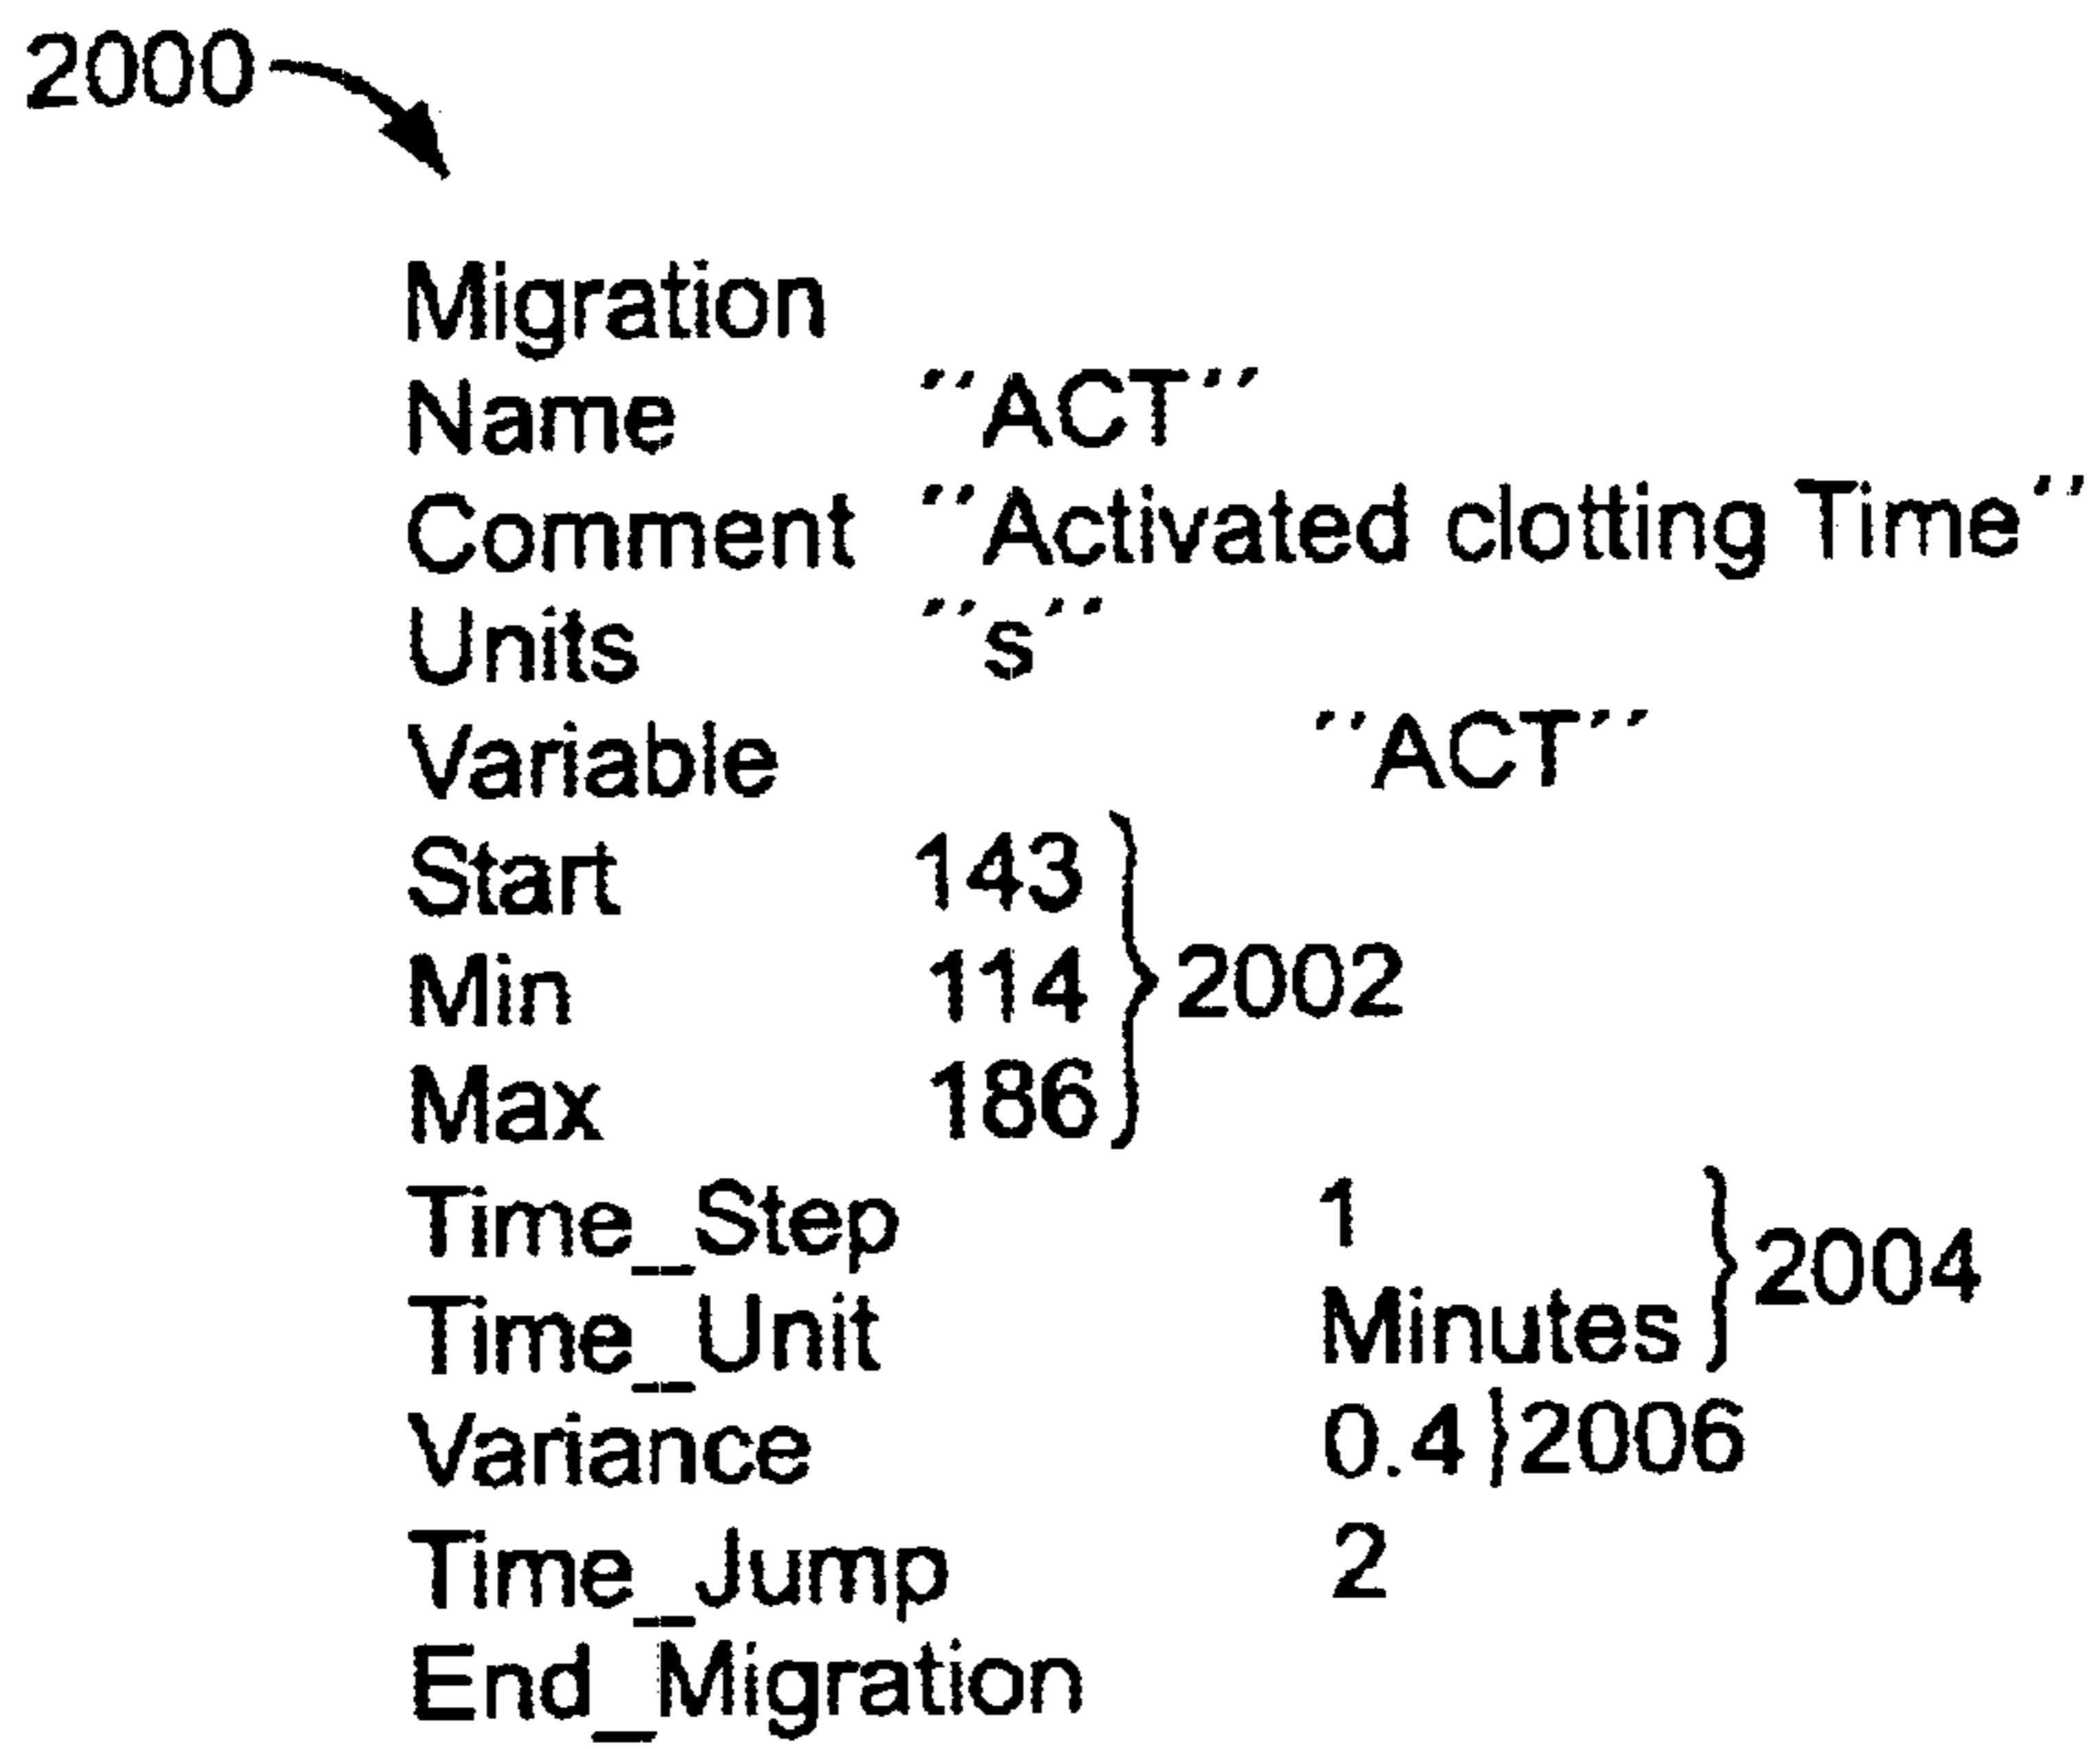 2000
Migration
Name ''ACT''
Comment ''Activated clotting Time''
Units ''s''
Variable ''ACT''
Start 143
Min 114 2002
Max 186
Time_Step 1
2004
Time_Unit Minutes
Variance 0.4 2006
Time_Jump 2
End_Migration